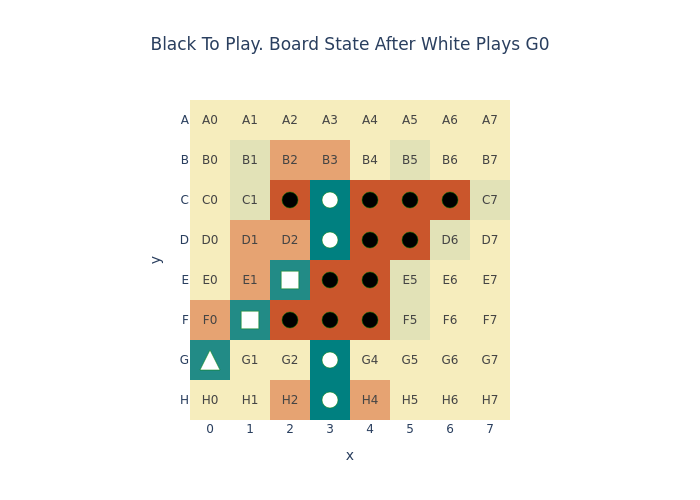 Black To Play. Board State After White Plays G0
A A0 A1 A2 A3 A4 A5 A6 A7
B B0 B1 B2 B3 B4 B5 B6 B7
C C0 C1 C7
D D0 D1 D2 D6 D7
y
E E0 E1 E5 E6 E7
F F0 F5 F6 F7
G G1 G2 G4 G5 G6 G7
H H0 H1 H2 H4 H5 H6 H7
0 1 2 3 4 5 6 7
x